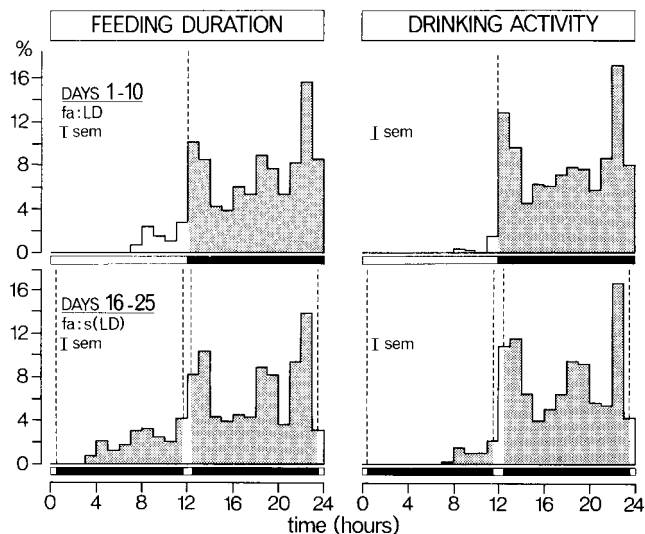 FEEDING DURATION
DRINKING ACTIVITY
%
16
12
8
4
0
DAYS 1-10
fa:LD
I sem
I sem
16
12
8
4
0
DAYS 16-25
fa:s(LD)
I sem
I sem
0 4 8 12 16 20 24
0 4 8 12 16 20 24
time (hours)